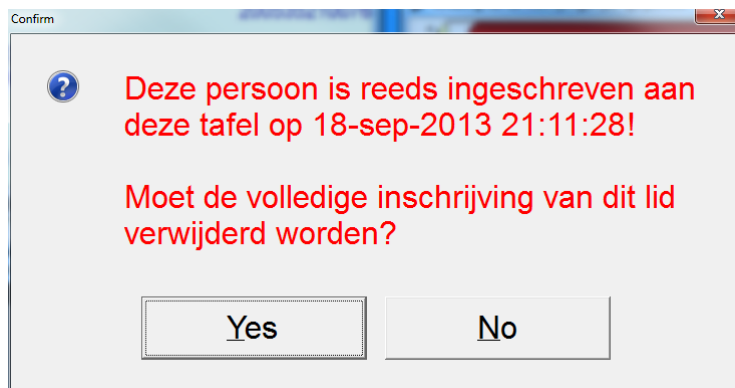 Confirm
Deze persoon is reeds ingeschreven aan
deze tafel op 18-sep-2013 21:11:28!
Moet de volledige inschrijving van dit lid
verwijderd worden?
Yes
No